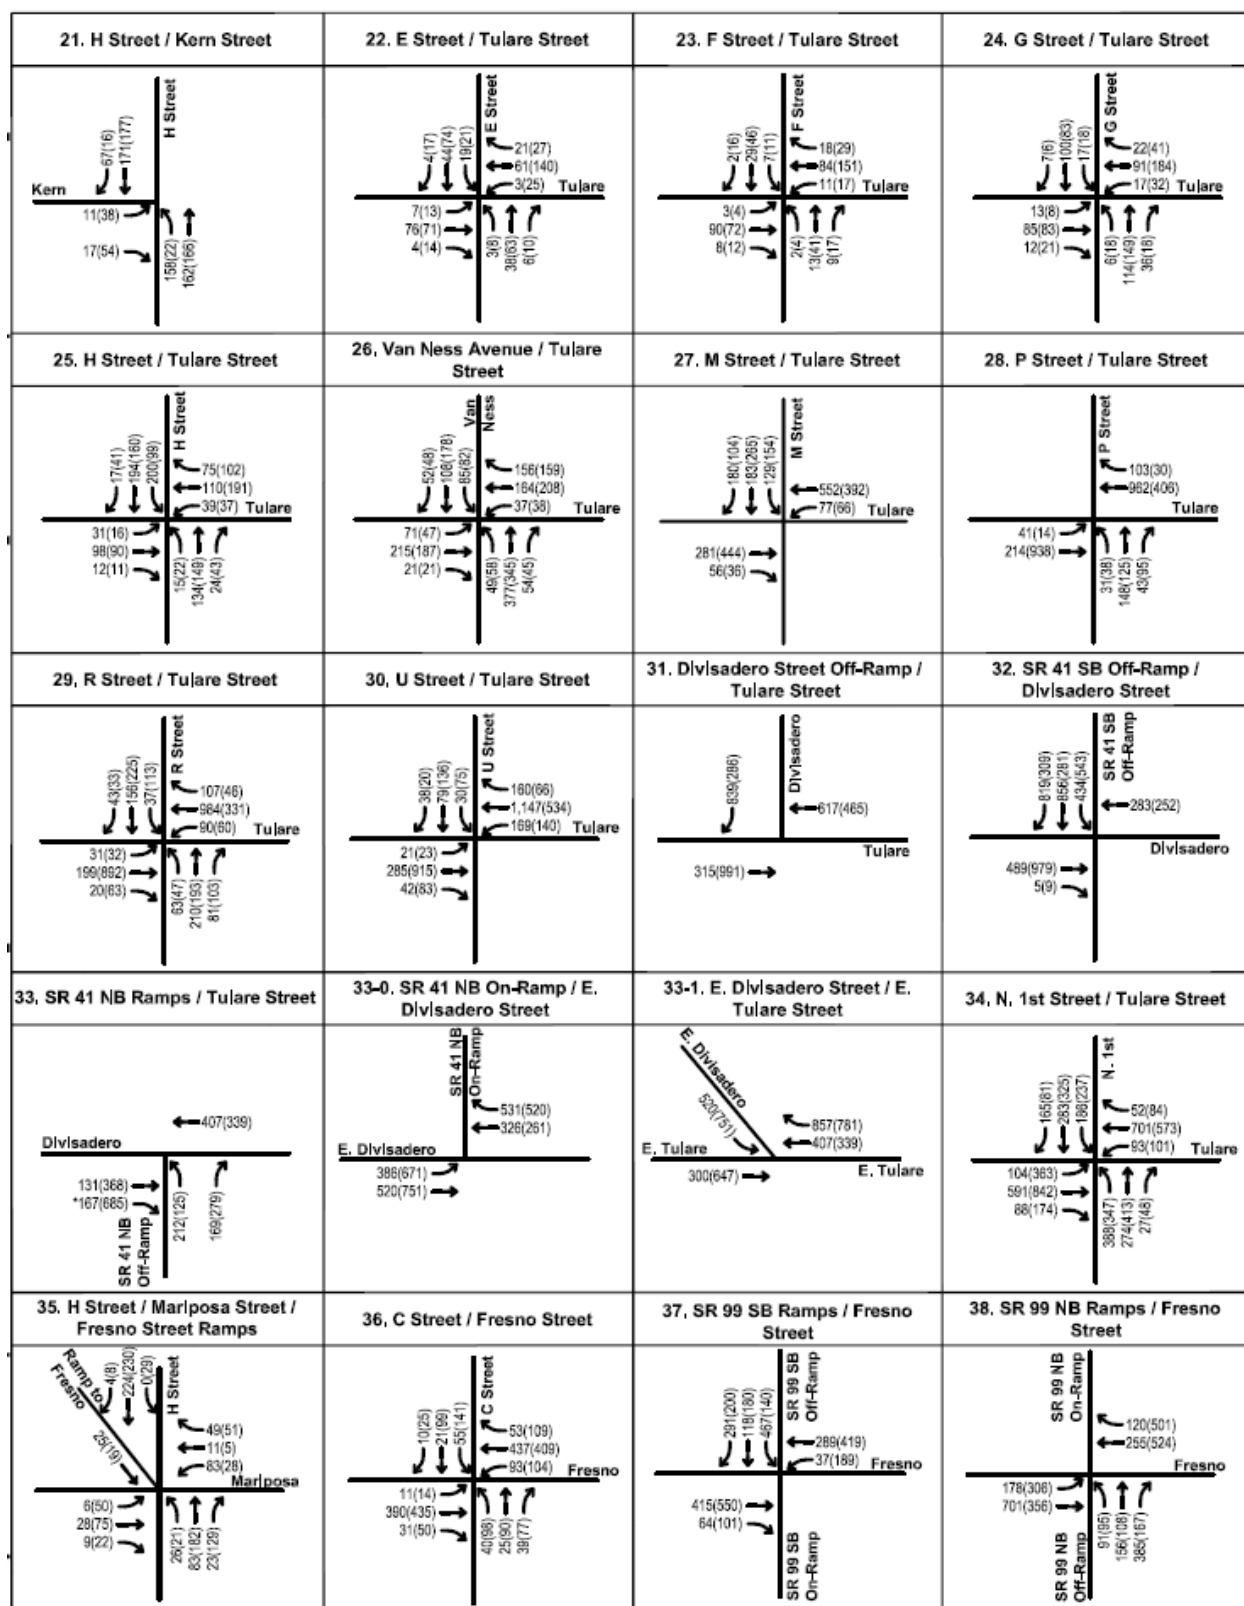 21. H Street / Kern Street
67(16)
171(177)
H Street
Kern
11(38)
17(54)
158(22)
162(166)
22. E Street / Tulare Street
4(17)
44(74)
19(21)
E Street
21(27)
61(140)
3(25)
Tulare
7(13)
76(71)
4(14)
3(8)
38(63)
6(10)
23. F Street / Tulare Street
2(16)
29(46)
7(11)
F Street
18(29)
84(151)
11(17)
Tulare
3(4)
90(72)
8(12)
2(4)
13(41)
9(17)
24. G Street / Tulare Street
7(6)
100(83)
17(18)
G Street
22(41)
91(184)
17(32)
Tulare
13(8)
85(83)
12(21)
6(18)
114(149)
36(18)
25. H Street / Tulare Street
17(41)
194(160)
200(99)
H Street
75(102)
110(191)
39(37)
Tulare
31(16)
98(90)
12(11)
15(22)
134(149)
24(43)
26. Van Ness Avenue / Tulare
Street
52(48)
108(178)
85(82)
Van
Ness
156(159)
164(208)
37(38)
Tulare
71(47)
215(187)
21(21)
49(58)
377(345)
54(45)
27. M Street / Tulare Street
180(104)
183(265)
129(154)
M Street
552(392)
77(66)
Tulare
281(444)
56(36)
28. P Street / Tulare Street
P Street
103(30)
962(406)
Tulare
41(14)
214(938)
31(38)
148(125)
43(95)
29. R Street / Tulare Street
43(33)
156(225)
37(113)
R Street
107(46)
984(331)
90(60)
Tulare
31(32)
199(892)
20(63)
63(47)
210(193)
81(103)
30. U Street / Tulare Street
38(20)
79(136)
30(75)
U Street
160(66)
1,147(534)
169(140)
Tulare
21(23)
285(915)
42(83)
31. Divisadero Street Off-Ramp /
Tulare Street
839(286)
Divisadero
617(465)
Tulare
315(991)
32. SR 41 SB Off-Ramp /
Divisadero Street
819(309)
856(281)
434(543)
SR 41 SB
Off-Ramp
283(252)
Divisadero
489(979)
5(9)
33. SR 41 NB Ramps / Tulare Street
407(339)
Divisadero
131(368)
*167(685)
SR 41 NB
Off-Ramp
212(125)
169(279)
33-0. SR 41 NB On-Ramp / E.
Divisadero Street
SR 41 NB
On-Ramp
531(520)
326(261)
E. Divisadero
386(671)
520(751)
33-1. E. Divisadero Street / E.
Tulare Street
E. Divisadero
520(751)
857(781)
407(339)
E. Tulare
E. Tulare
300(647)
34. N. 1st Street / Tulare Street
165(81)
283(325)
186(237)
N. 1st
52(84)
701(573)
93(101)
Tulare
104(363)
591(842)
88(174)
388(347)
274(413)
27(48)
35. H Street / Mariposa Street /
Fresno Street Ramps
Ramp to
Fresno
4(8)
224(230)
0(29)
H Street
25(19)
49(51)
11(5)
83(28)
Mariposa
6(50)
28(75)
9(22)
26(21)
83(182)
23(129)
36. C Street / Fresno Street
10(25)
21(99)
55(141)
C Street
53(109)
437(409)
93(104)
Fresno
11(14)
390(435)
31(50)
40(98)
25(90)
39(77)
37. SR 99 SB Ramps / Fresno
Street
291(200)
118(180)
467(140)
SR 99 SB
Off-Ramp
289(419)
37(189)
Fresno
415(550)
64(101)
SR 99 SB
On-Ramp
38. SR 99 NB Ramps / Fresno
Street
SR 99 NB
On-Ramp
120(501)
255(524)
Fresno
178(306)
701(356)
SR 99 NB
Off-Ramp
91(95)
156(108)
385(167)